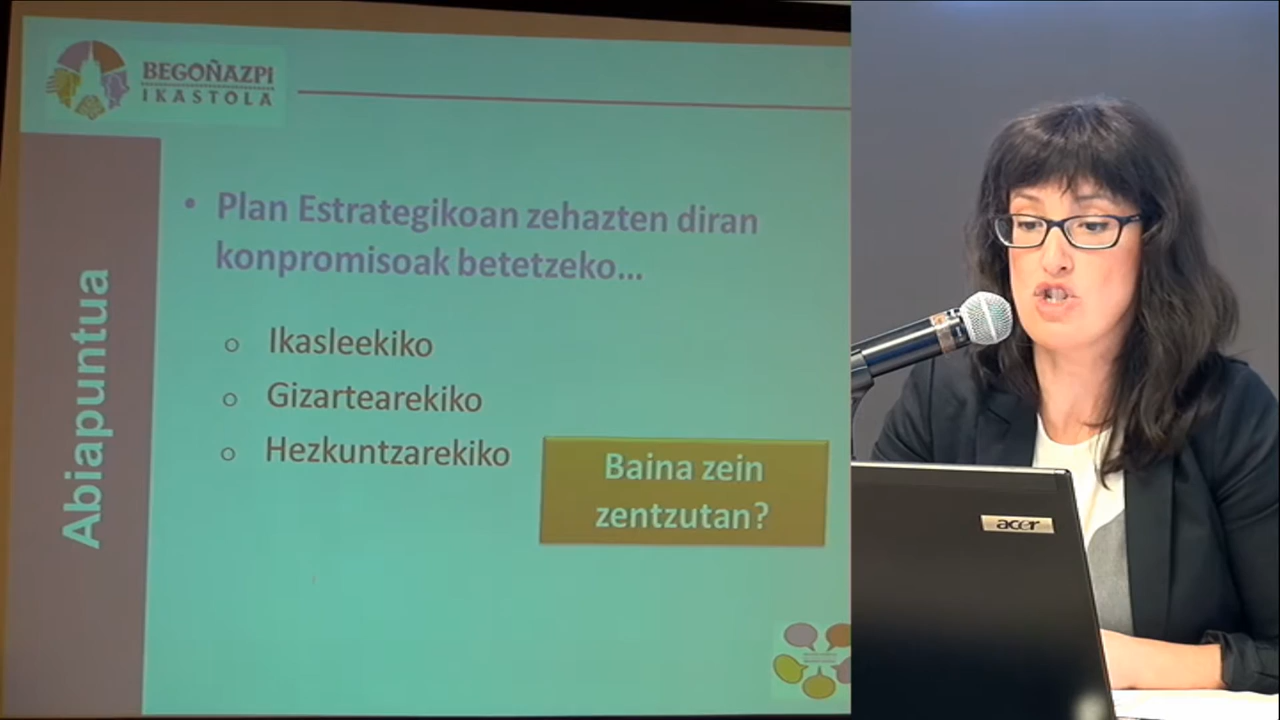 BEGOÑAZPI
IKASTOLA
Abiapuntua
• Plan Estrategikoan zehazten diran
konpromisoak betetzeko...
o Ikasleekiko
o Gizartearekiko
o Hezkuntzarekiko
Baina zein
zentzutan?
acer